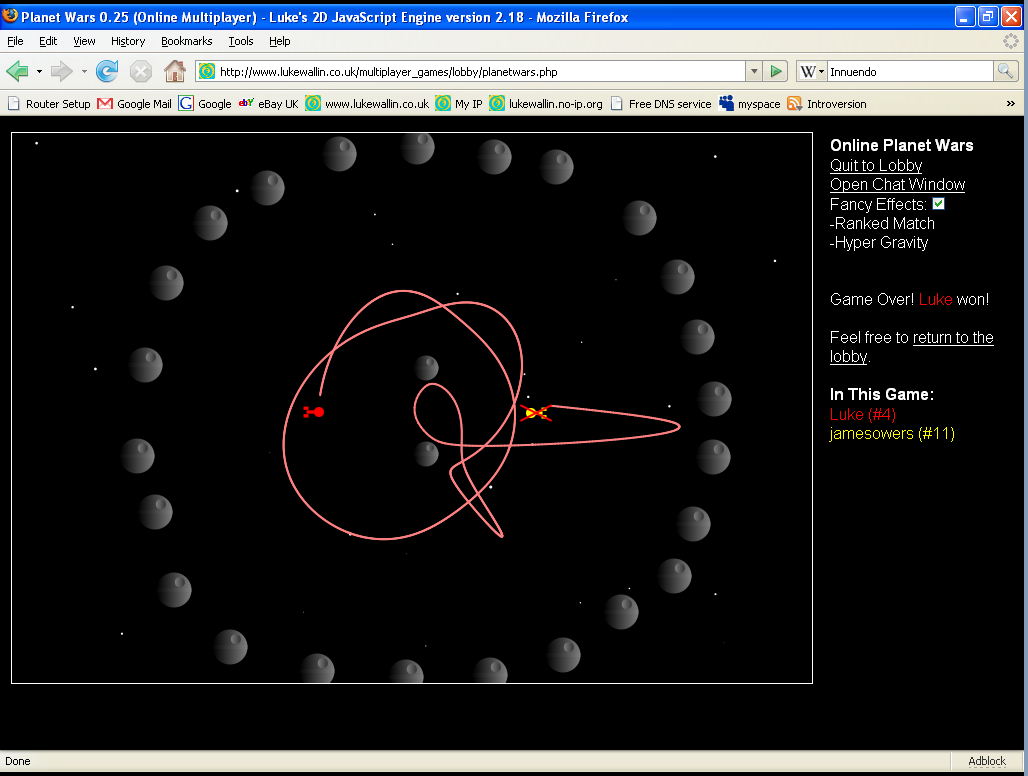 Planet Wars 0.25 (Online Multiplayer) - Luke's 2D JavaScript Engine version 2.18 - Mozilla Firefox
File Edit View History Bookmarks Tools Help
http://www.lukewallin.co.uk/multiplayer_games/lobby/planetwars.php W Innuendo
Router Setup Google Mail G Google ebY eBay UK www.lukewallin.co.uk My IP lukewallin.no-ip.org Free DNS service myspace Introversion »
Online Planet Wars
Quit to Lobby
Open Chat Window
Fancy Effects:
-Ranked Match
-Hyper Gravity
Game Over! Luke won!
Feel free to return to the
lobby.
In This Game:
Luke (#4)
jamesowers (#11)
Done Adblock